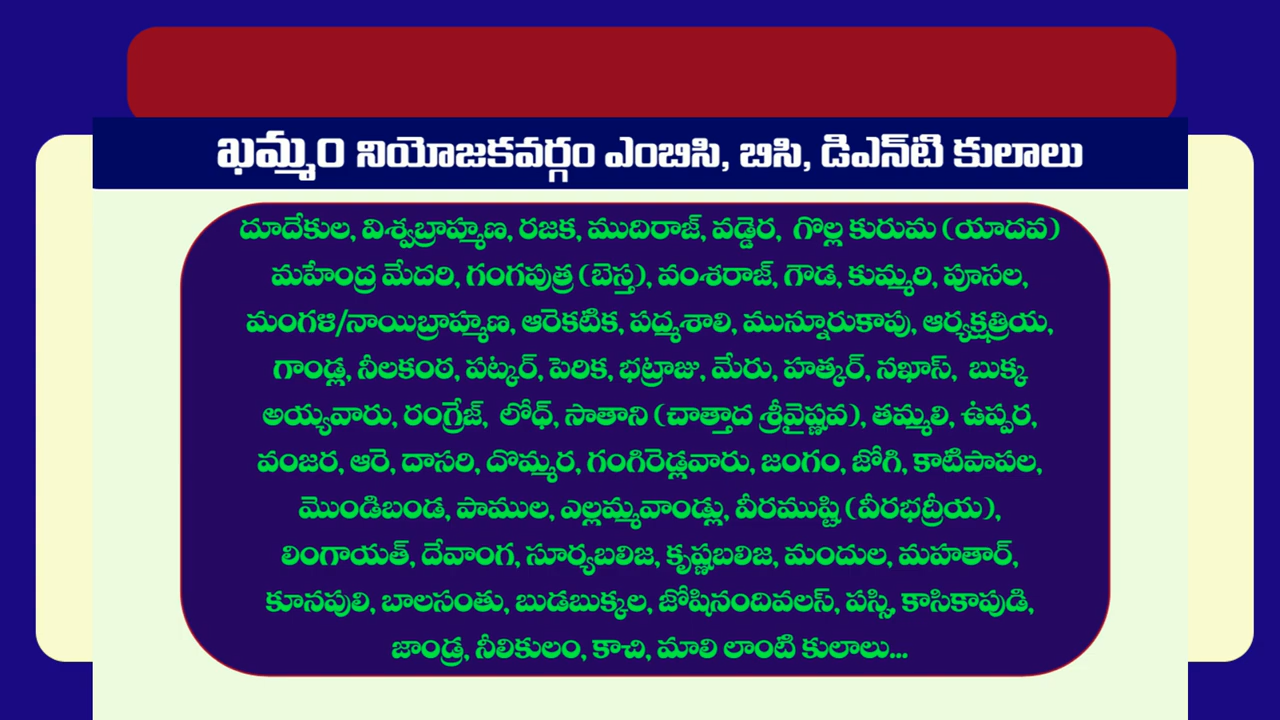 ఖమ్మం నియోజకవర్గం ఎంబిసి, బిసి, డిఎన్‌టి కులాలు
దూదేకుల, విశ్వబ్రాహ్మణ, రజక, ముదిరాజ్, వడ్డెర, గొల్ల కురుమ (యాదవ)
మహేంద్ర మేదరి, గంగపుత్ర (బెస్త), వంశరాజ్, గౌడ, కుమ్మరి, పూసల,
మంగళి/నాయిబ్రాహ్మణ, ఆరెకటిక, పద్మశాలి, మున్నూరుకాపు, ఆర్యక్షత్రియ,
గాండ్ల, నీలకంఠ, పట్కర్, పెరిక, భట్రాజు, మేరు, హత్కర్, నఖాస్, బుక్క
అయ్యవారు, రంగ్రేజ్, లోధ్, సాతాని (చాత్తాద శ్రీవైష్ణవ), తమ్మలి, ఉప్పర,
వంజర, ఆరె, దాసరి, దొమ్మర, గంగిరెడ్లవారు, జంగం, జోగి, కాటిపాపల,
మొండిబండ, పాముల, ఎల్లమ్మవాండ్లు, వీరముష్టి (వీరభద్రీయ),
లింగాయత్, దేవాంగ, సూర్యబలిజ, కృష్ణబలిజ, మందుల, మహతార్,
కూనపులి, బాలసంతు, బుడబుక్కల, జోషినందివలస్, పస్సి, కాసికాపుడి,
జాండ్ర, నీలికులం, కాచి, మాలి లాంటి కులాలు...